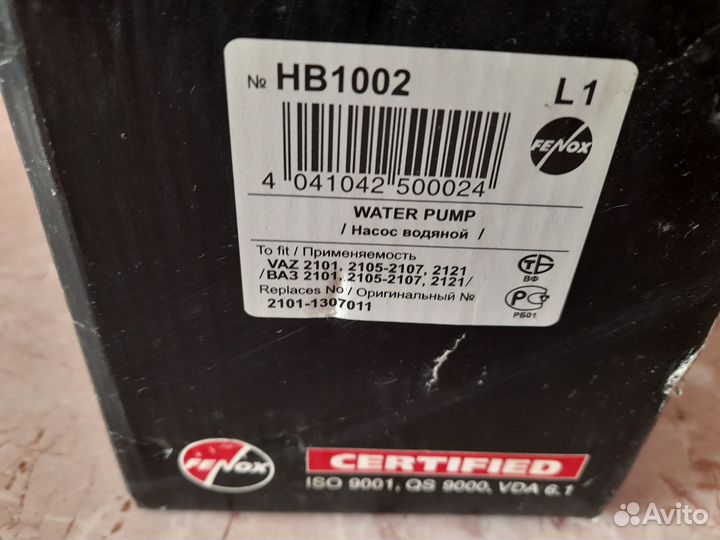 № HB1002
L1
FENOX
4 041042 500024
WATER PUMP
/ Насос водяной /
To fit / Применяемость
VAZ 2101, 2105-2107, 2121
/ВАЗ 2101, 2105-2107, 2121/
Replaces No / Оригинальный №
2101-1307011
ВФ
РБ01
FENOX
CERTIFIED
ISO 9001, QS 9000, VDA 6.1
Avito